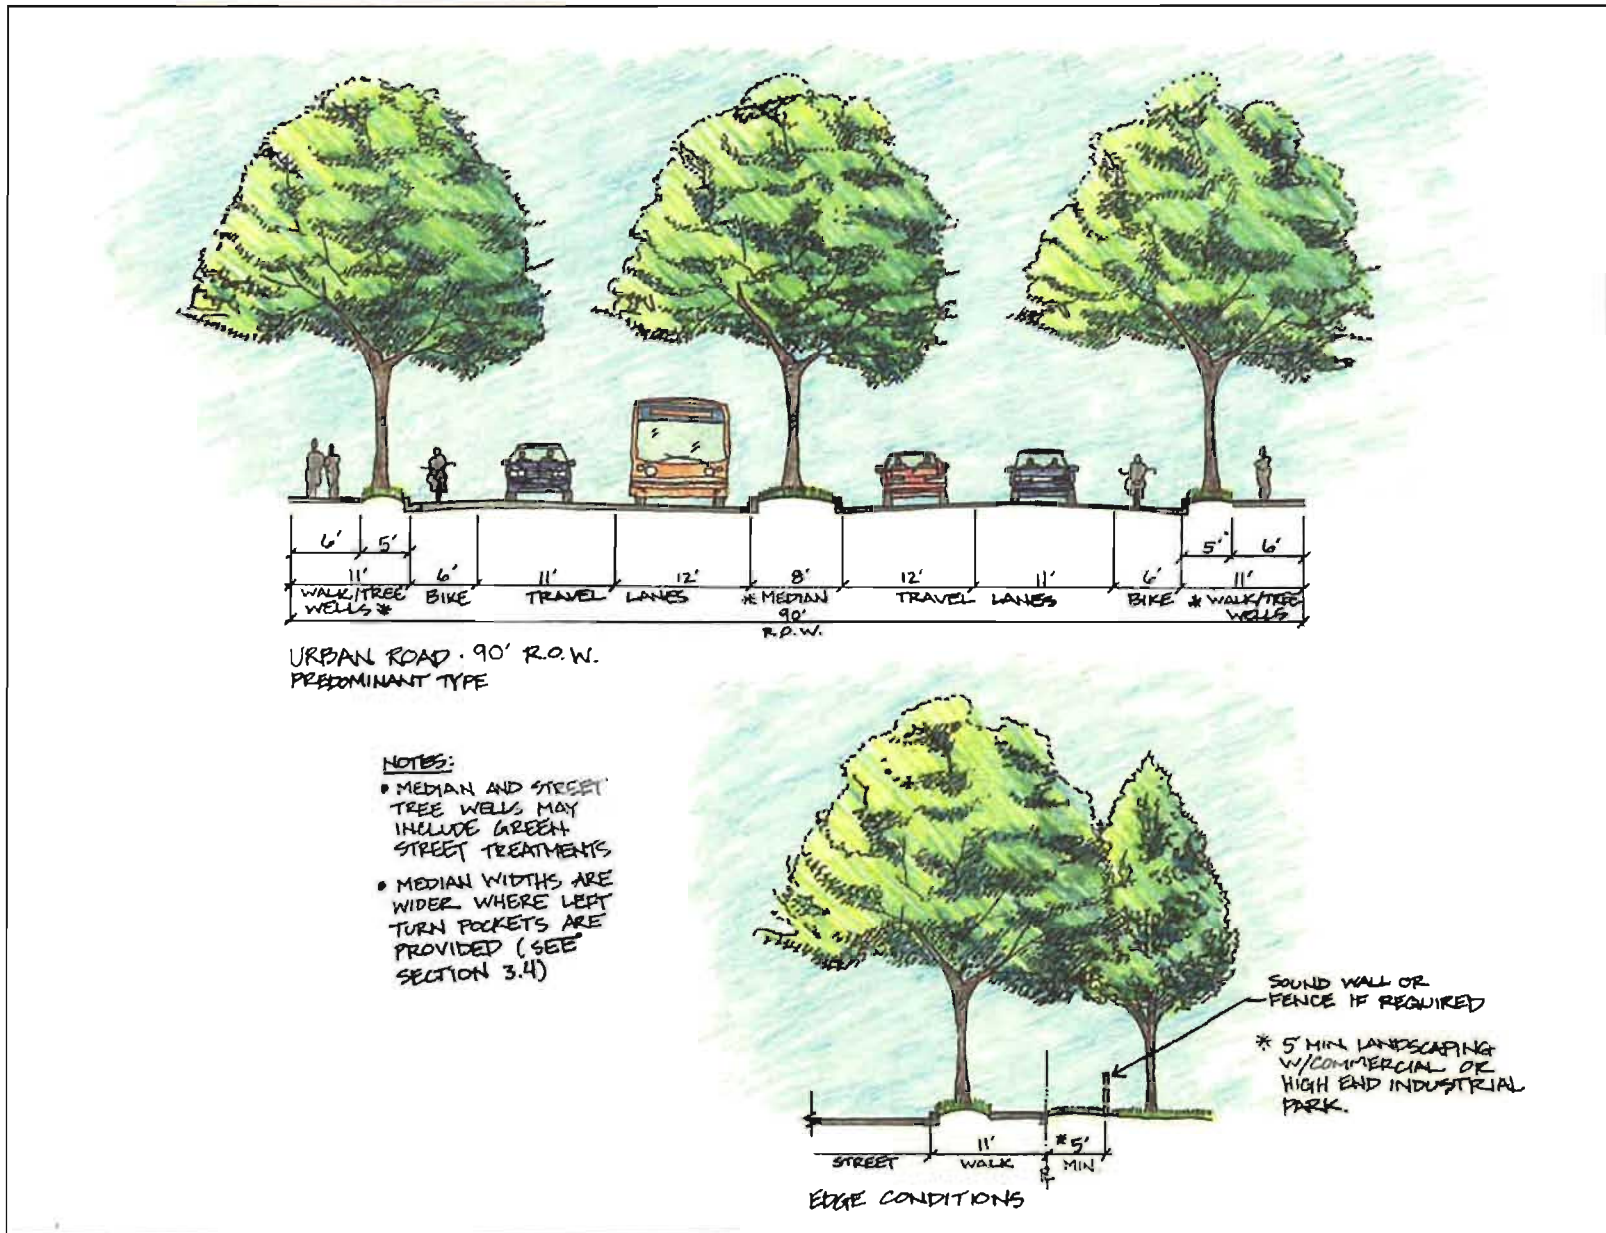 6' 5' 5' 6'
11' 6' 11' 12' 8' 12' 11' 6' 11'
WALK/TREE WELLS * BIKE TRAVEL LANES * MEDIAN TRAVEL LANES BIKE * WALK/TREE WELLS
90'
R.O.W.
URBAN ROAD · 90' R.O.W.
PREDOMINANT TYPE
NOTES:
• MEDIAN AND STREET
TREE WELLS MAY
INCLUDE GREEN
STREET TREATMENTS
• MEDIAN WIDTHS ARE
WIDER WHERE LEFT
TURN POCKETS ARE
PROVIDED (SEE
SECTION 3.4)
SOUND WALL OR
FENCE IF REQUIRED
* 5' MIN LANDSCAPING
W/COMMERCIAL OR
HIGH END INDUSTRIAL
PARK.
11' * 5'
STREET WALK MIN
EDGE CONDITIONS